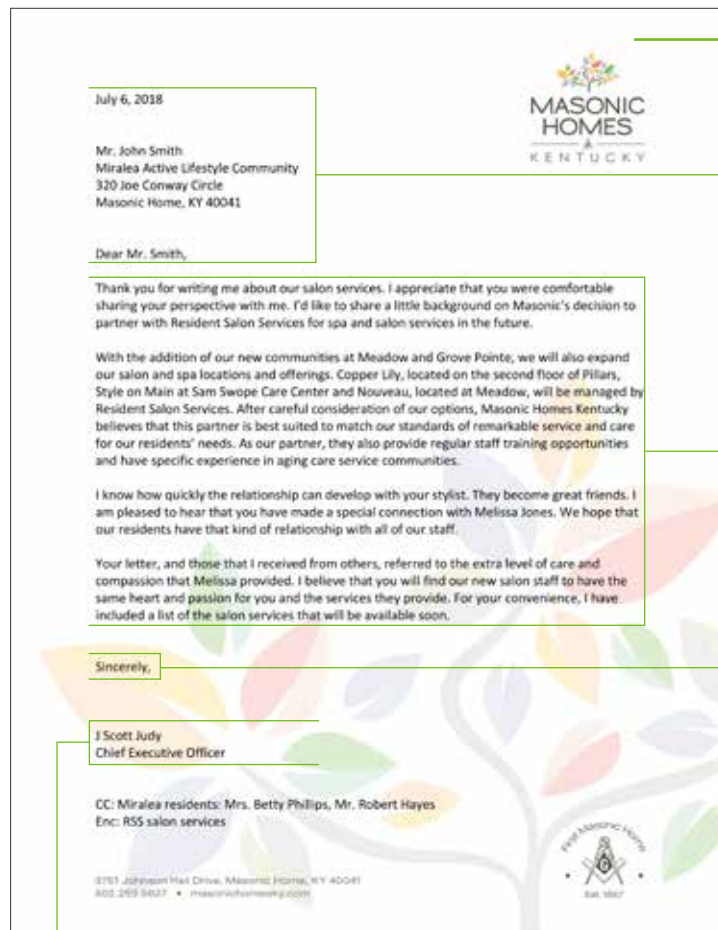 July 6, 2018
MASONIC
HOMES
KENTUCKY
Mr. John Smith
Miralea Active Lifestyle Community
320 Joe Conway Circle
Masonic Home, KY 40041
Dear Mr. Smith,
Thank you for writing me about our salon services. I appreciate that you were comfortable
sharing your perspective with me. I'd like to share a little background on Masonic's decision to
partner with Resident Salon Services for spa and salon services in the future.
With the addition of our new communities at Meadow and Grove Pointe, we will also expand
our salon and spa locations and offerings. Copper Lily, located on the second floor of Pillars,
Style on Main at Sam Swope Care Center and Nouveau, located at Meadow, will be managed by
Resident Salon Services. After careful consideration of our options, Masonic Homes Kentucky
believes that this partner is best suited to match our standards of remarkable service and care
for our residents' needs. As our partner, they also provide regular staff training opportunities
and have specific experience in aging care service communities.
I know how quickly the relationship can develop with your stylist. They become great friends. I
am pleased to hear that you have made a special connection with Melissa Jones. We hope that
our residents have that kind of relationship with all of our staff.
Your letter, and those that I received from others, referred to the extra level of care and
compassion that Melissa provided. I believe that you will find our new salon staff to have the
same heart and passion for you and the services they provide. For your convenience, I have
included a list of the salon services that will be available soon.
Sincerely,
J Scott Judy
Chief Executive Officer
CC: Miralea residents: Mrs. Betty Phillips, Mr. Robert Hayes
Enc: RSS salon services
First Masonic Home
Est. 1867
3761 Johnson Hall Drive, Masonic Home, KY 40041
• masonichomesky.com